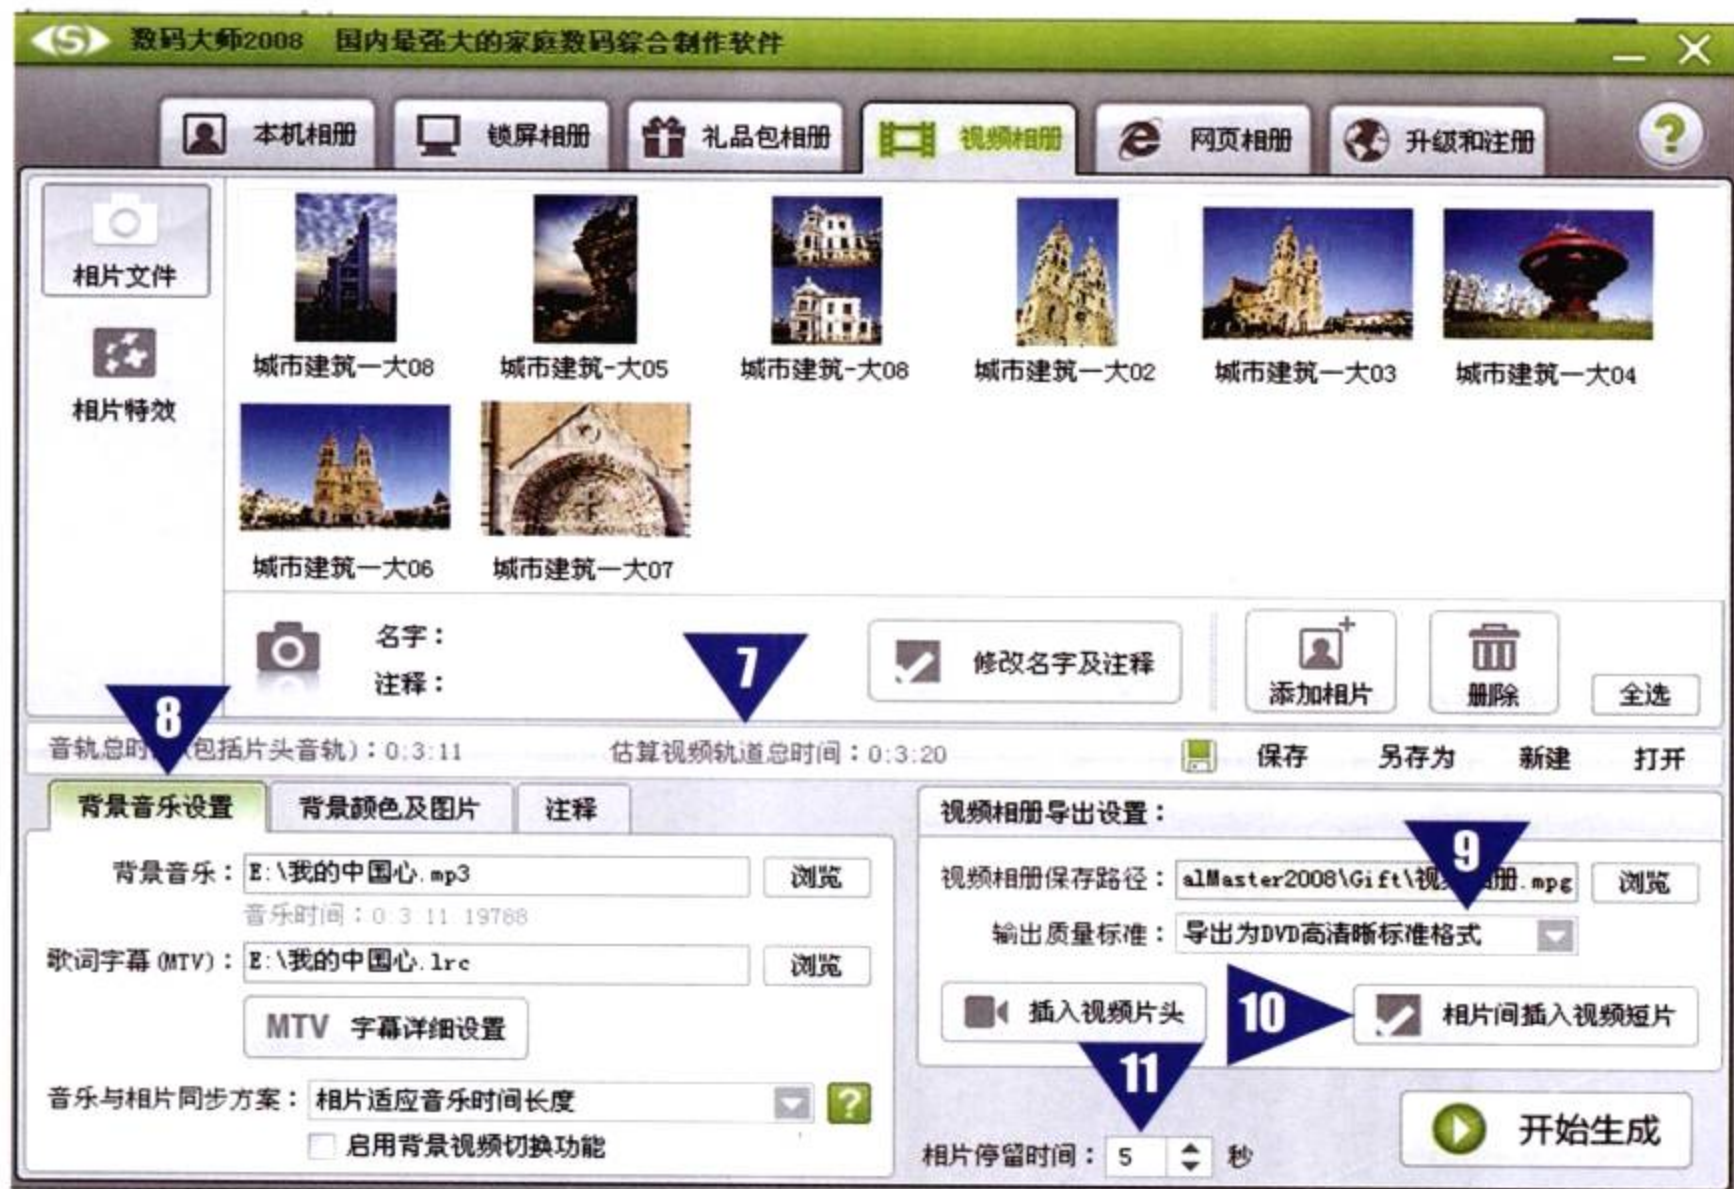 数码大师2008 国内最强大的家庭数码综合制作软件
本机相册 锁屏相册 礼品包相册 视频相册 网页相册 升级和注册 ?
相片文件
相片特效
城市建筑一大08 城市建筑-大05 城市建筑-大08 城市建筑一大02 城市建筑一大03 城市建筑一大04
城市建筑一大06 城市建筑一大07
名字：
注释：
7
修改名字及注释
添加相片 删除 全选
8
音轨总时 包括片头音轨)：0:3:11 估算视频轨道总时间：0:3:20 保存 另存为 新建 打开
背景音乐设置 背景颜色及图片 注释
背景音乐：E:\我的中国心.mp3 浏览
音乐时间：0:3:11.19788
歌词字幕(MTV)：E:\我的中国心.lrc 浏览
MTV 字幕详细设置
音乐与相片同步方案：相片适应音乐时间长度 ?
启用背景视频切换功能
视频相册导出设置：
9
视频相册保存路径：alMaster2008\Gift\视 册.mpg 浏览
输出质量标准：导出为DVD高清晰标准格式
插入视频片头 10 相片间插入视频短片
11
相片停留时间：5 秒
开始生成